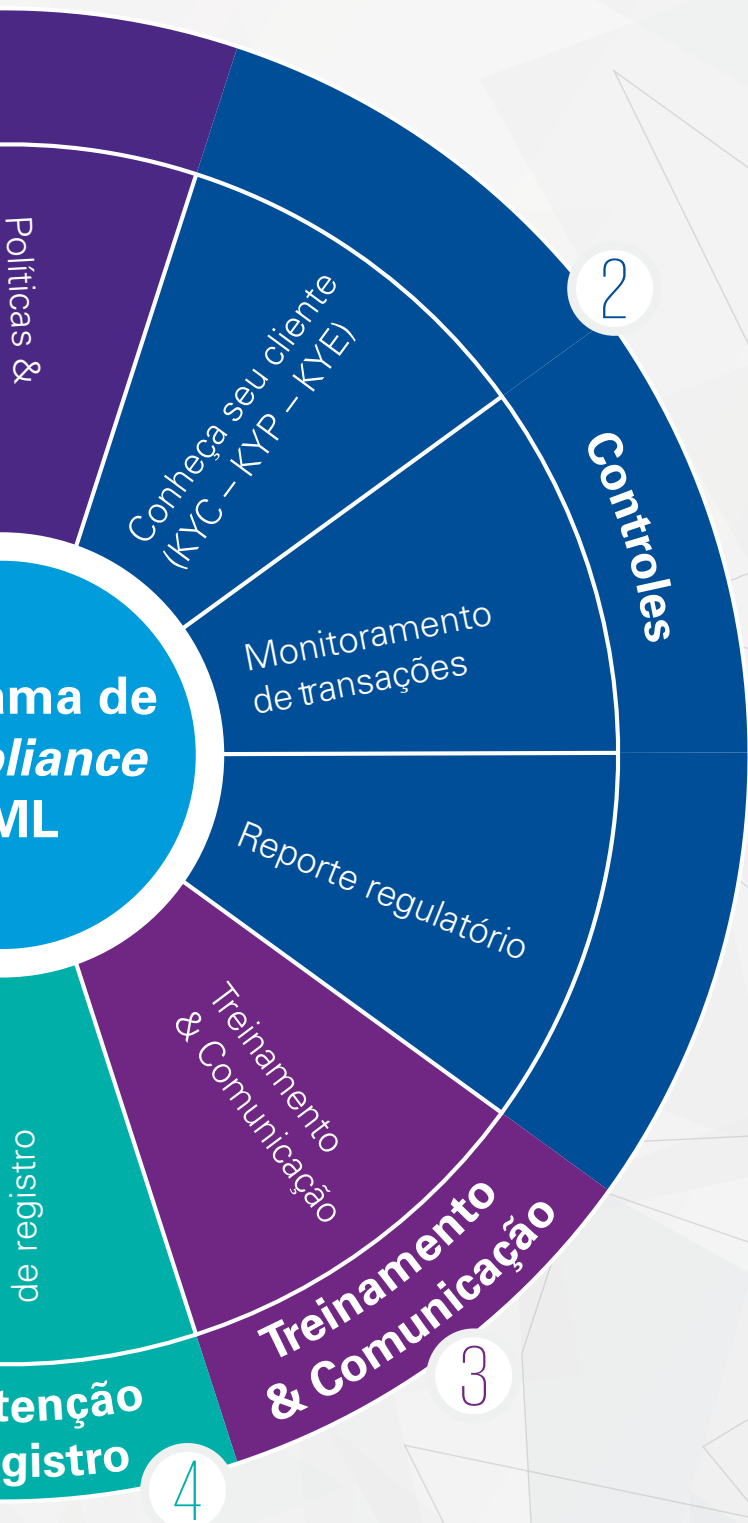 Políticas &
2
Conheça seu cliente
(KYC – KYP – KYE)
Controles
Monitoramento
de transações
ama de
pliance
ML
Reporte regulatório
Treinamento
& Comunicação
Treinamento
& Comunicação
3
de registro
tenção
gistro
4